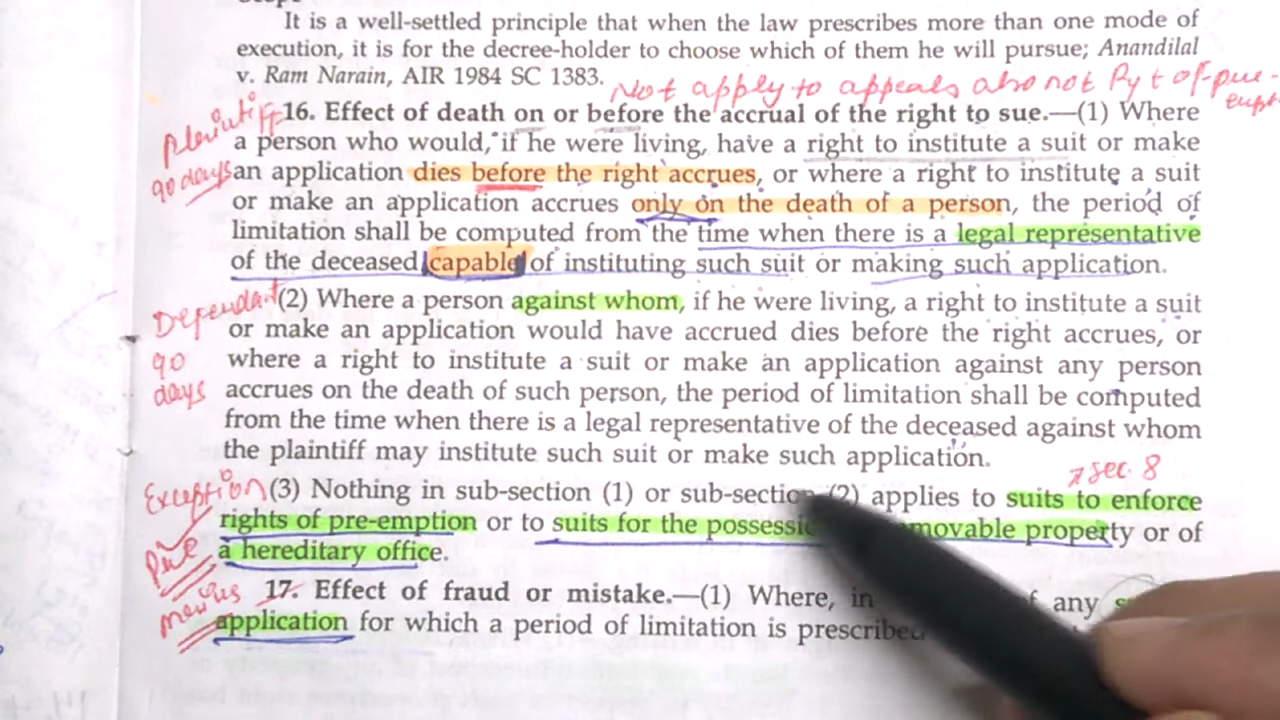 It is a well-settled principle that when the law prescribes more than one mode of
execution, it is for the decree-holder to choose which of them he will pursue; Anandilal
v. Ram Narain, AIR 1984 SC 1383.
Not apply to appeals also not
16. Effect of death on or before the accrual of the right to sue.—(1) Where
Plaintiff
a person who would, if he were living, have a right to institute a suit or make
90 days
an application dies before the right accrues, or where a right to institute a suit
or make an application accrues only on the death of a person, the period of
limitation shall be computed from the time when there is a legal representative
of the deceased capable of instituting such suit or making such application.
Dependant
(2) Where a person against whom, if he were living, a right to institute a suit
or make an application would have accrued dies before the right accrues, or
90
where a right to institute a suit or make an application against any person
days
accrues on the death of such person, the period of limitation shall be computed
from the time when there is a legal representative of the deceased against whom
the plaintiff may institute such suit or make such application.
sec. 8
Exception
(3) Nothing in sub-section (1) or sub-section (2) applies to suits to enforce
rights of pre-emption or to suits for the movable property or of
a hereditary office.
17. Effect of fraud or mistake.—(1) Where, in any
application for which a period of limitation is prescribed